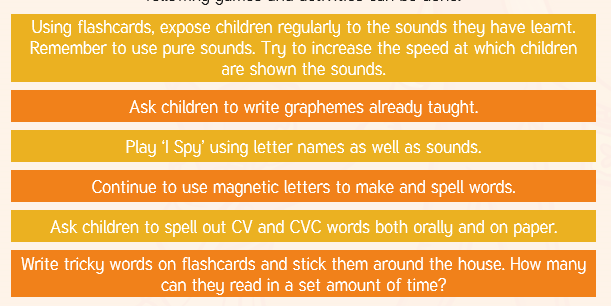 following games and activities can be done:
Using flashcards, expose children regularly to the sounds they have learnt.
Remember to use pure sounds. Try to increase the speed at which children
are shown the sounds.
Ask children to write graphemes already taught.
Play ‘I Spy’ using letter names as well as sounds.
Continue to use magnetic letters to make and spell words.
Ask children to spell out CV and CVC words both orally and on paper.
Write tricky words on flashcards and stick them around the house. How many
can they read in a set amount of time?